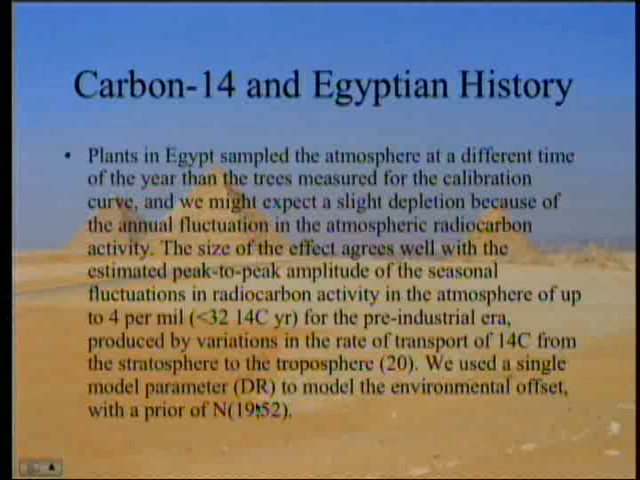 Carbon-14 and Egyptian History
• Plants in Egypt sampled the atmosphere at a different time
of the year than the trees measured for the calibration
curve, and we might expect a slight depletion because of
the annual fluctuation in the atmospheric radiocarbon
activity. The size of the effect agrees well with the
estimated peak-to-peak amplitude of the seasonal
fluctuations in radiocarbon activity in the atmosphere of up
to 4 per mil (<32 14C yr) for the pre-industrial era,
produced by variations in the rate of transport of 14C from
the stratosphere to the troposphere (20). We used a single
model parameter (DR) to model the environmental offset,
with a prior of